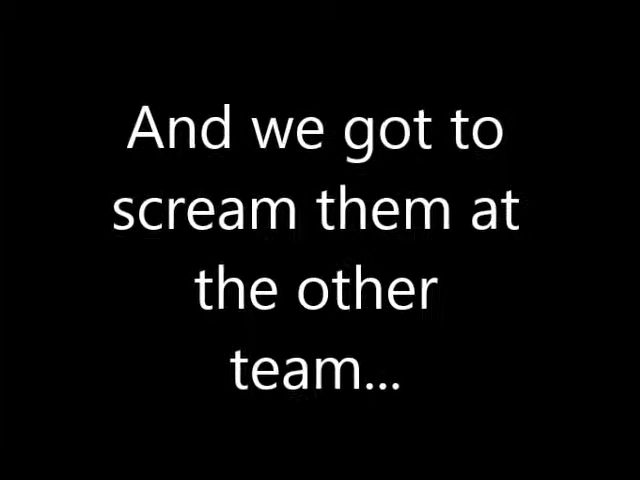 And we got to
scream them at
the other
team...